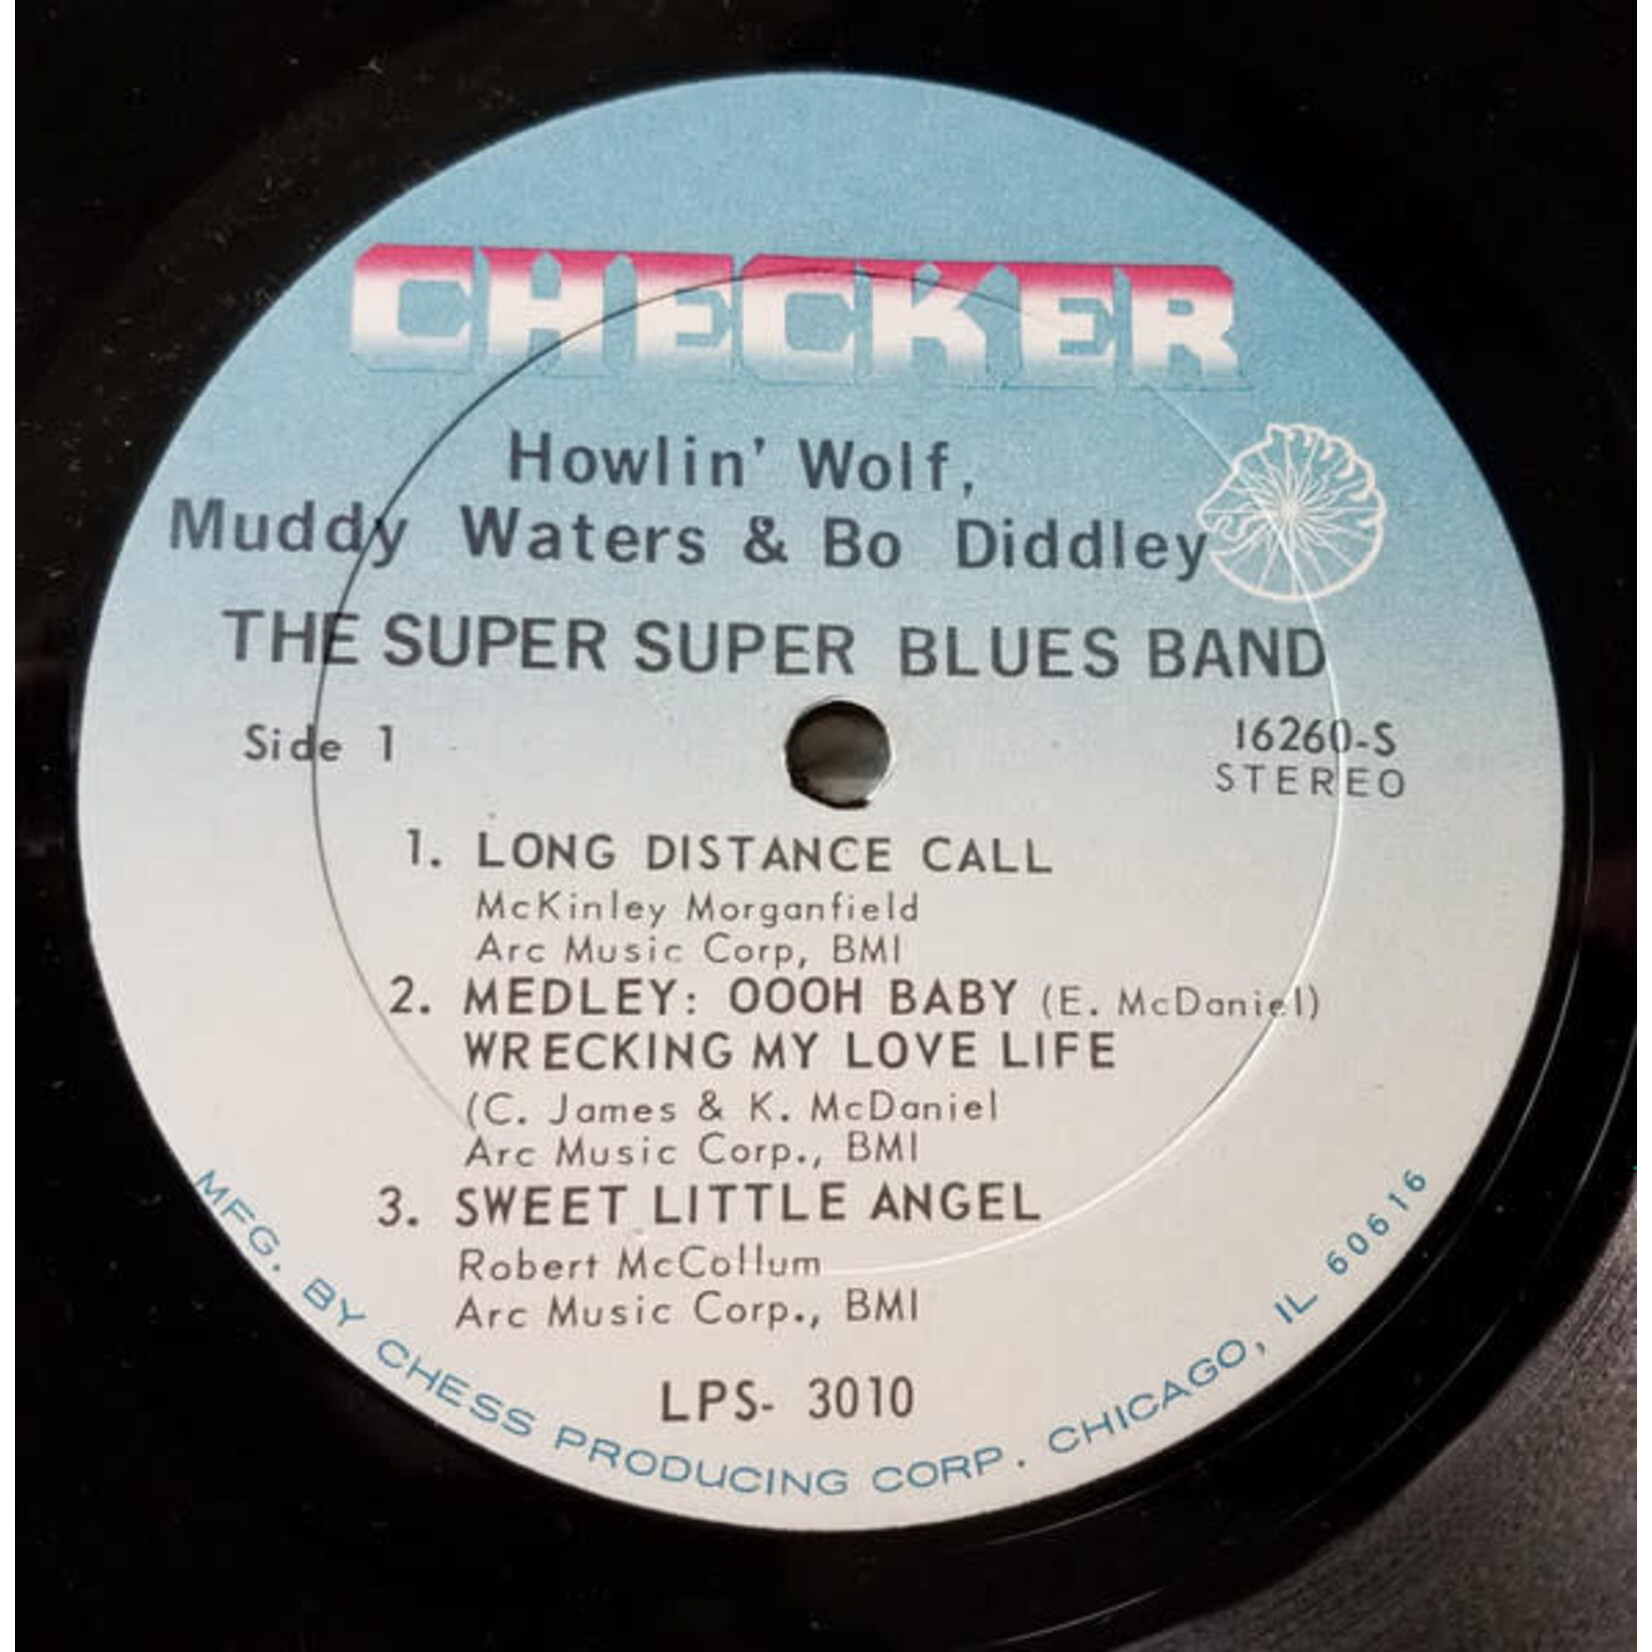 CHECKER
Howlin' Wolf,
Muddy Waters & Bo Diddley
THE SUPER SUPER BLUES BAND
Side 1
16260-S
STEREO
1. LONG DISTANCE CALL
McKinley Morganfield
Arc Music Corp, BMI
2. MEDLEY: OOOH BABY (E. McDaniel)
WRECKING MY LOVE LIFE
(C. James & K. McDaniel
Arc Music Corp., BMI
3. SWEET LITTLE ANGEL
Robert McCollum
Arc Music Corp., BMI
LPS- 3010
MFG. BY CHESS PRODUCING CORP. CHICAGO, IL 60616